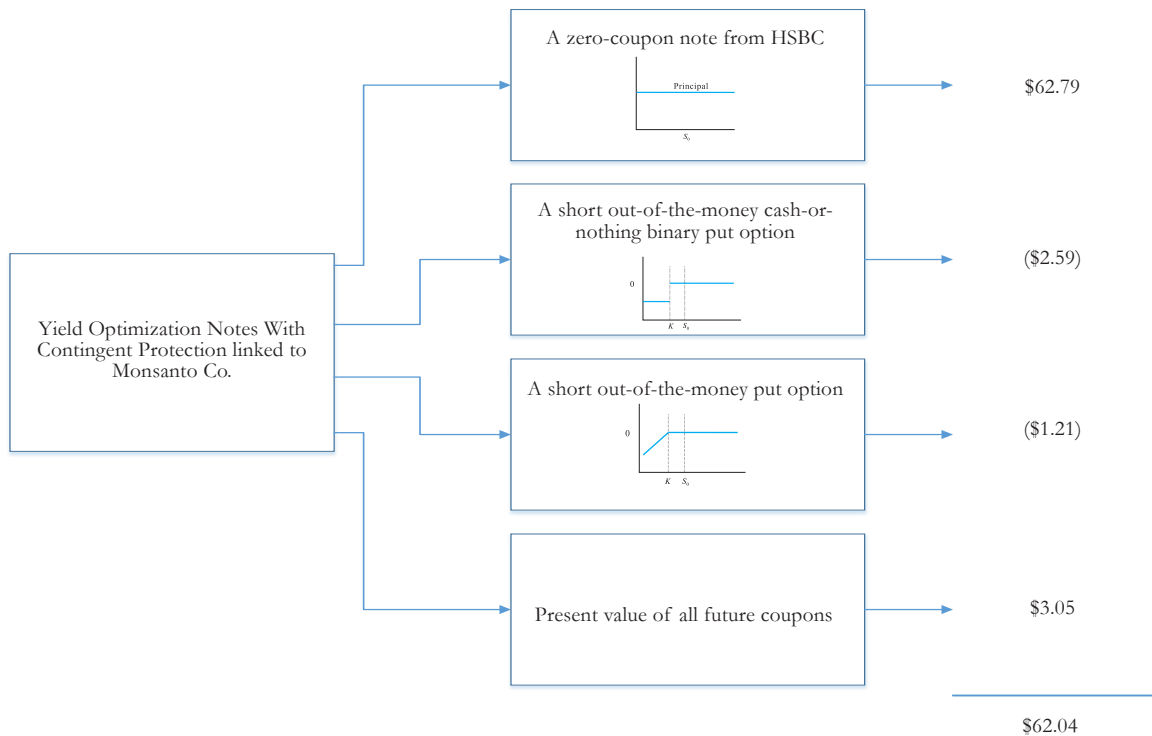 A zero-coupon note from HSBC
Principal
S₀
$62.79
A short out-of-the-money cash-or-
nothing binary put option
0
K
S₀
($2.59)
Yield Optimization Notes With
Contingent Protection linked to
Monsanto Co.
A short out-of-the-money put option
0
K
S₀
($1.21)
Present value of all future coupons
$3.05
$62.04